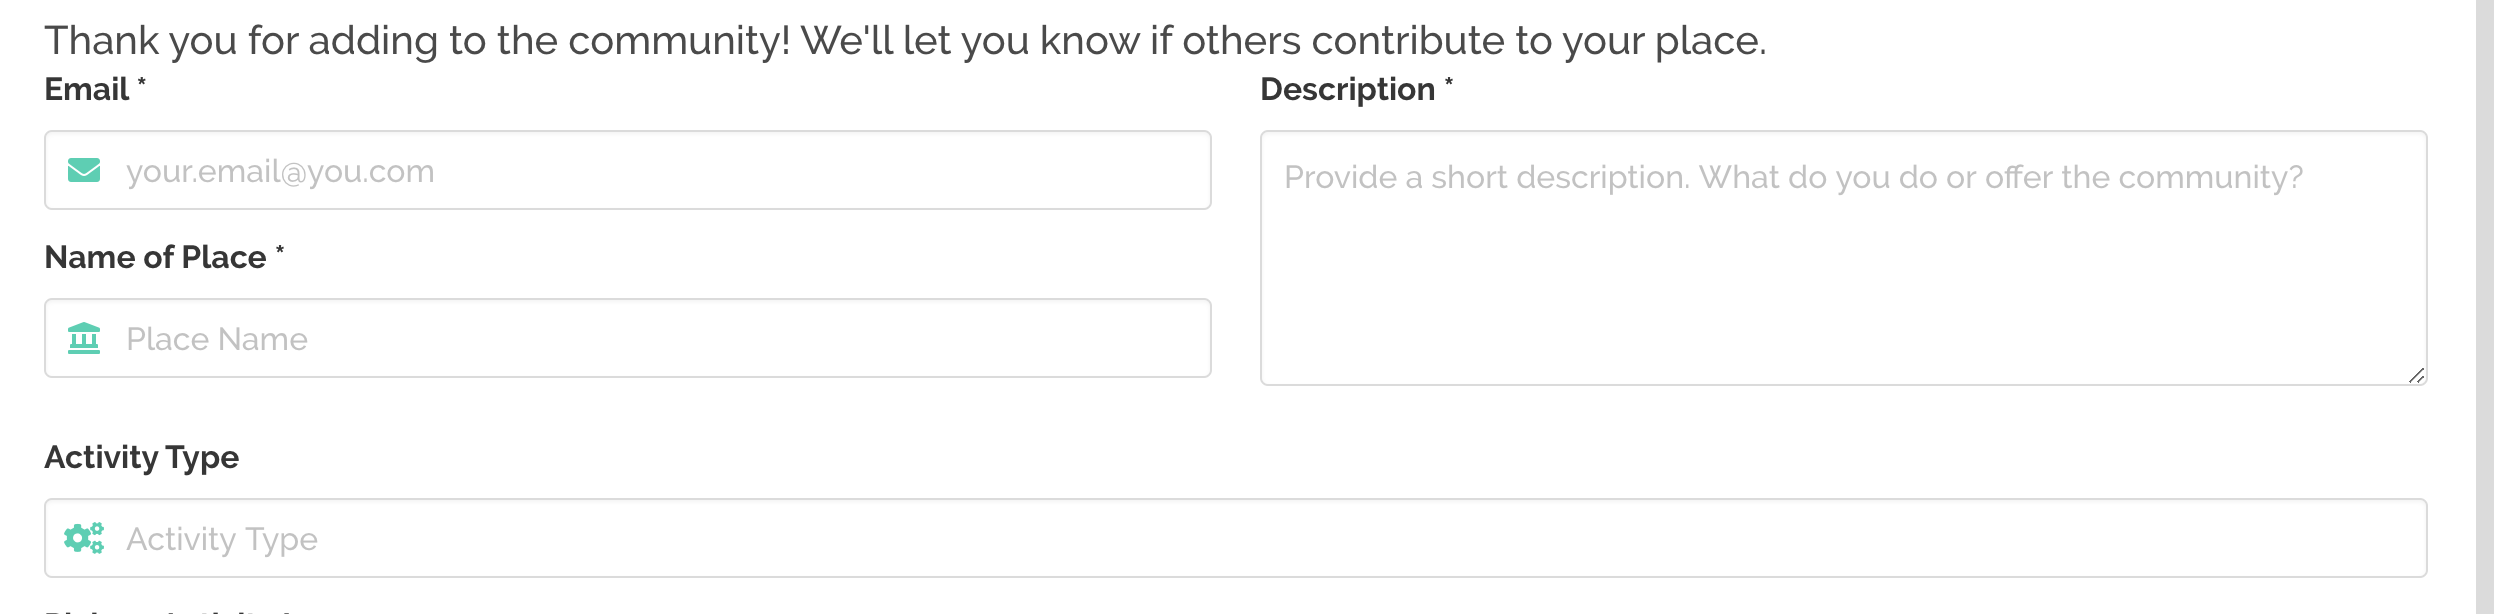 Thank you for adding to the community! We'll let you know if others contribute to your place.
Email *
your.email@you.com
Name of Place *
Place Name
Description *
Provide a short description. What do you do or offer the community?
Activity Type
Activity Type